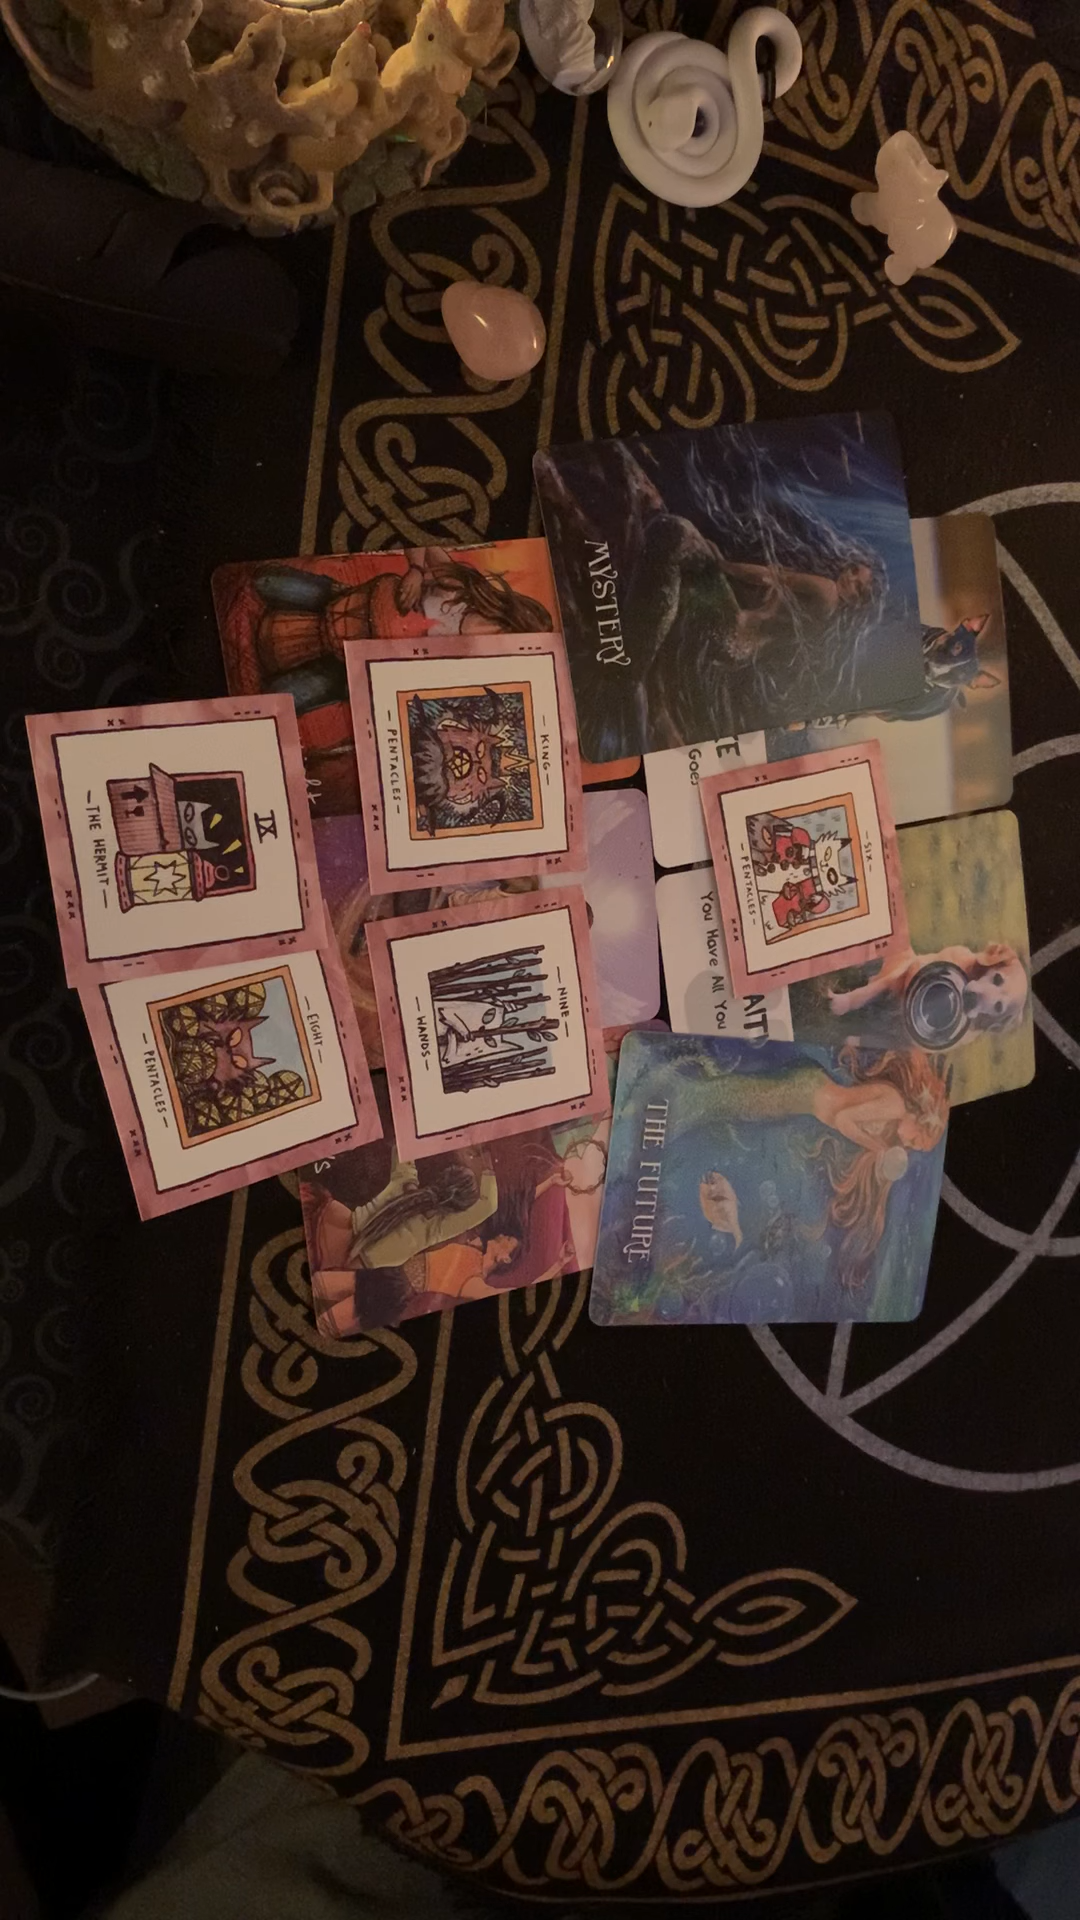 MYSTERY
KING
PENTACLES
IX
THE HERMIT
Goes
SIX
PENTACLES
You Have All You
NINE
WANDS
EIGHT
PENTACLES
THE FUTURE